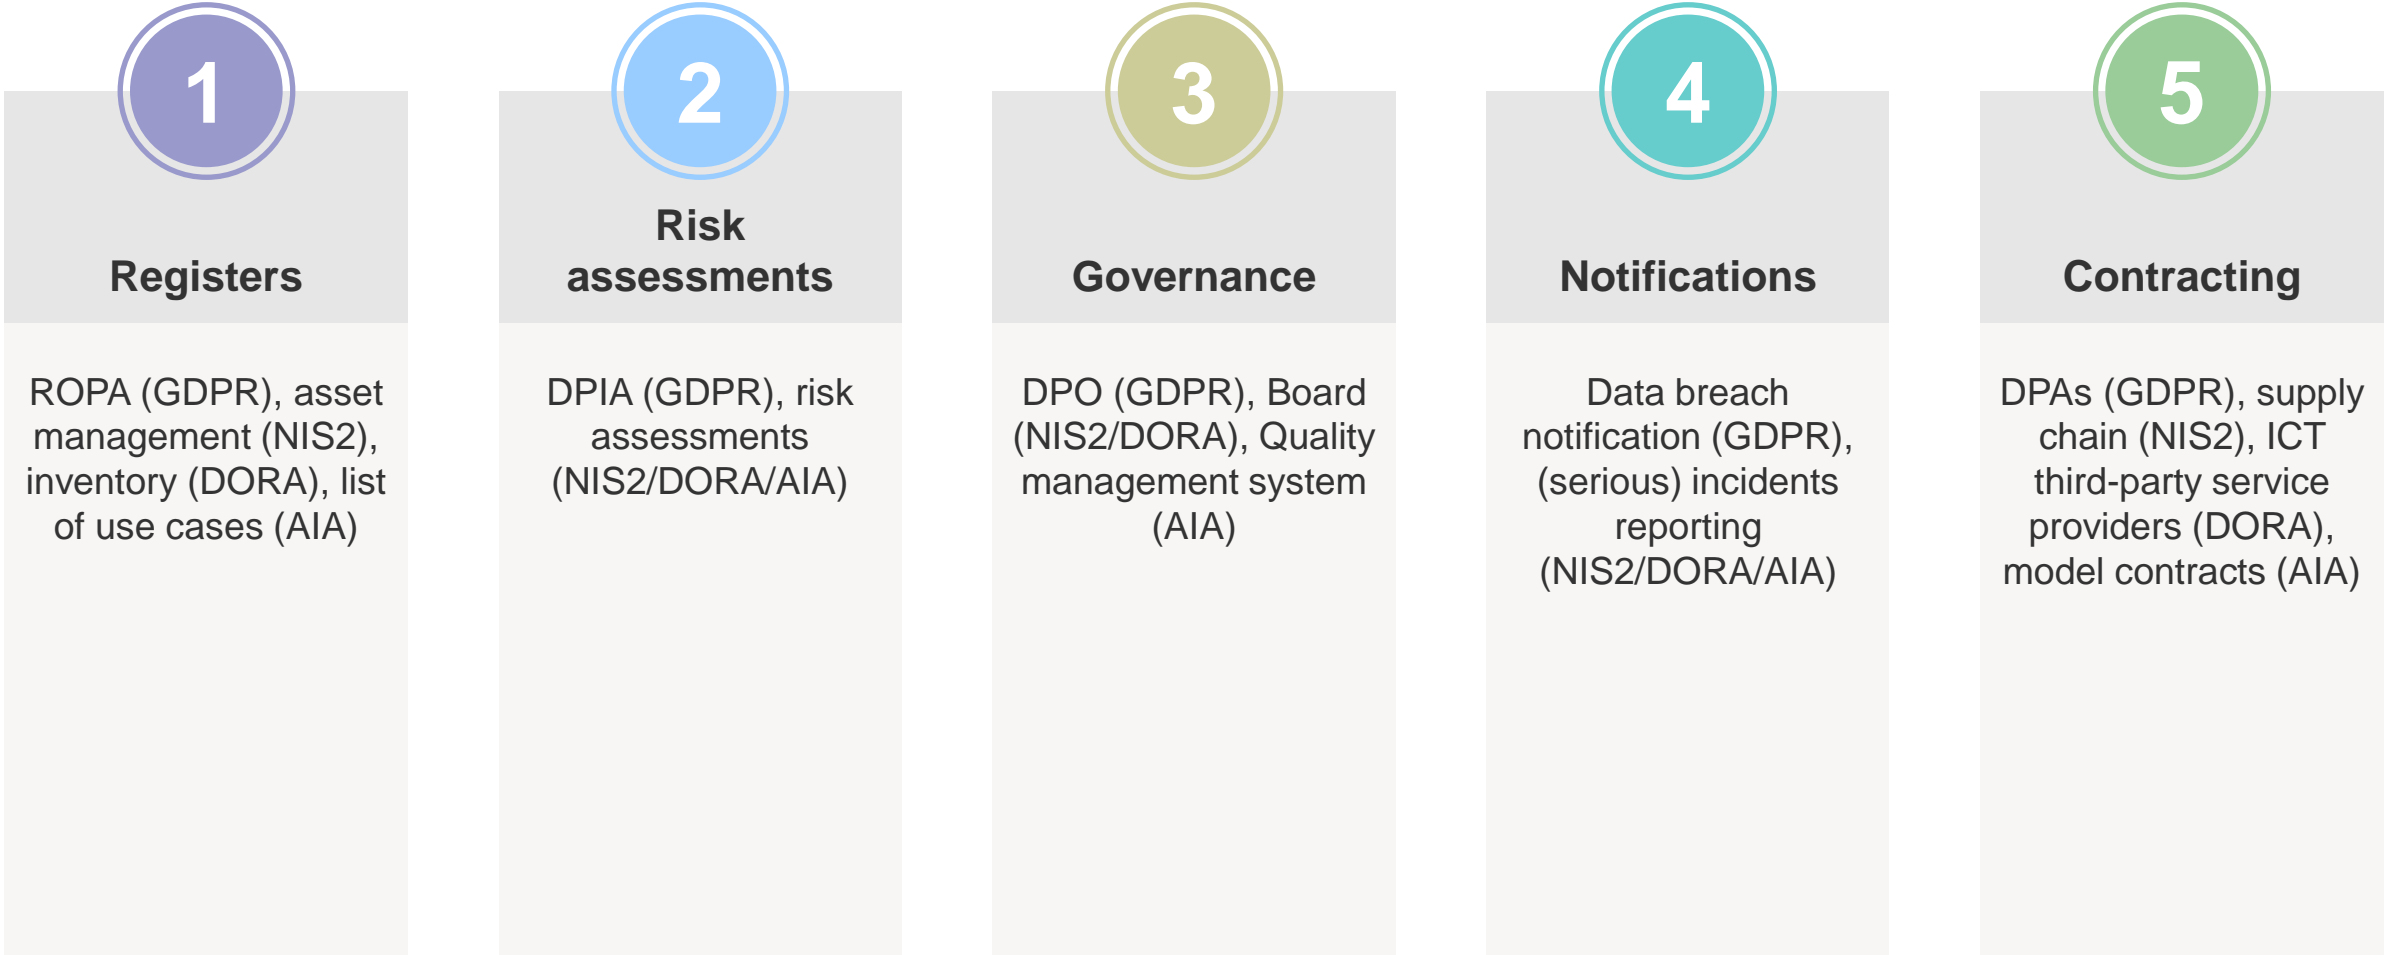 1
Registers
ROPA (GDPR), asset
management (NIS2),
inventory (DORA), list
of use cases (AIA)
2
Risk
assessments
DPIA (GDPR), risk
assessments
(NIS2/DORA/AIA)
3
Governance
DPO (GDPR), Board
(NIS2/DORA), Quality
management system
(AIA)
4
Notifications
Data breach
notification (GDPR),
(serious) incidents
reporting
(NIS2/DORA/AIA)
5
Contracting
DPAs (GDPR), supply
chain (NIS2), ICT
third-party service
providers (DORA),
model contracts (AIA)